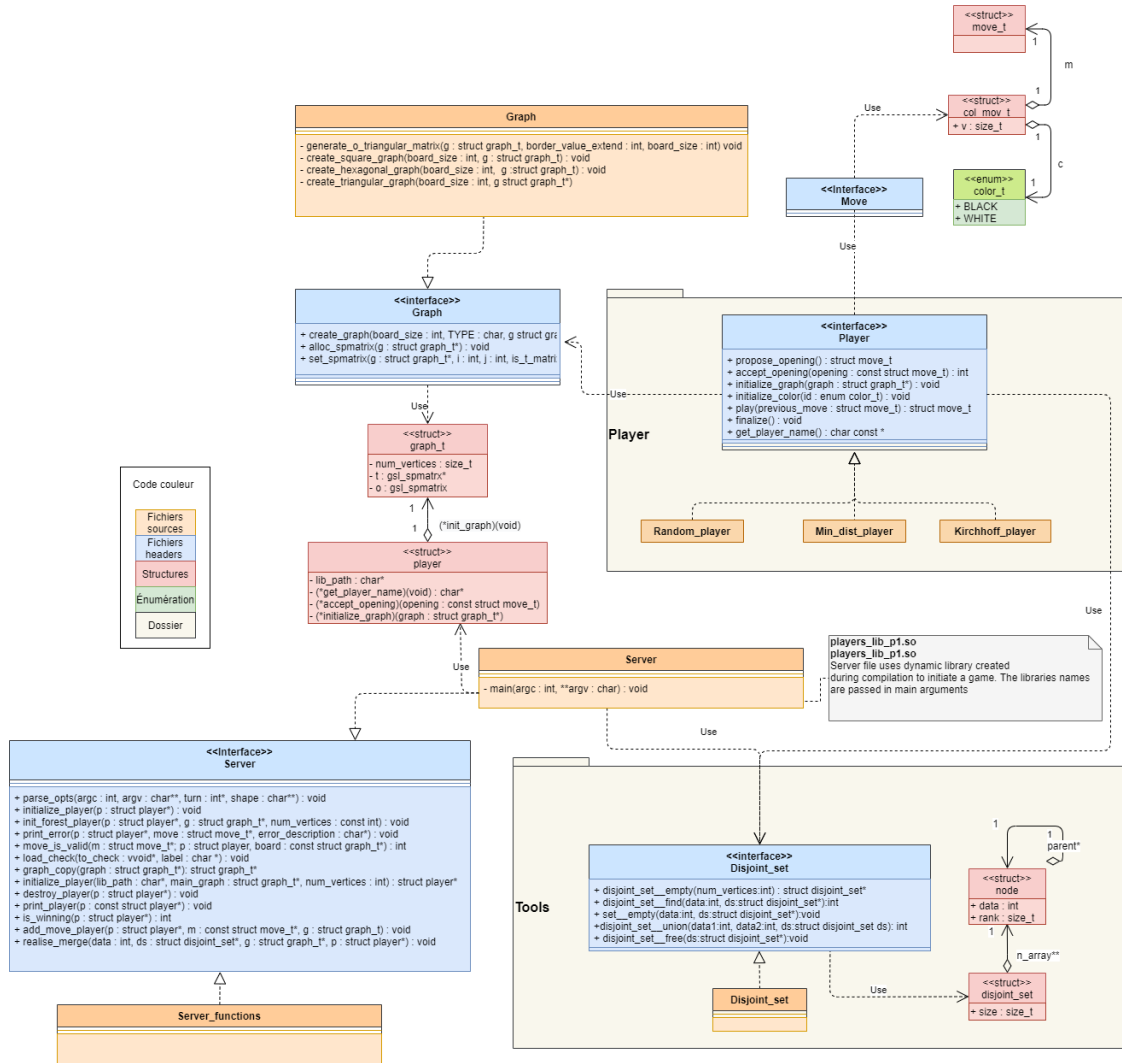 <<struct>>
move_t
1
m
1
<<struct>>
col_mov_t
+ v : size_t
Use
1
c
1
<<enum>>
color_t
+ BLACK
+ WHITE
Graph
- generate_o_triangular_matrix(g : struct graph_t, border_value_extend : int, board_size : int) void
- create_square_graph(board_size : int, g : struct graph_t) : void
- create_hexagonal_graph(board_size : int,  g :struct graph_t) : void
- create_triangular_graph(board_size : int, g struct graph_t*)
<<Interface>>
Move
Use
<<interface>>
Graph
+ create_graph(board_size : int, TYPE : char, g struct gra
+ alloc_spmatrix(g : struct graph_t*) : void
+ set_spmatrix(g : struct graph_t*, i : int, j : int, is_t_matri
Use
Player
<<interface>>
Player
+ propose_opening() : struct move_t
+ accept_opening(opening : const struct move_t) : int
+ initialize_graph(graph : struct graph_t*) : void
+ initialize_color(id : enum color_t) : void
+ play(previous_move : struct move_t) : struct move_t
+ finalize() : void
+ get_player_name() : char const *
Random_player
Min_dist_player
Kirchhoff_player
Use
Use
<<struct>>
graph_t
- num_vertices : size_t
- t : gsl_spmatrx*
- o : gsl_spmatrix
1
1
(*init_graph)(void)
<<struct>>
player
- lib_path : char*
- (*get_player_name)(void) : char*
- (*accept_opening)(opening : const struct move_t)
- (*initialize_graph)(graph : struct graph_t*)
Code couleur
Fichiers
sources
Fichiers
headers
Structures
Énumèration
Dossier
Use
Server
- main(argc : int, **argv : char) : void
players_lib_p1.so
players_lib_p1.so
Server file uses dynamic library created
during compilation to initiate a game. The libraries names
are passed in main arguments
Use
<<Interface>>
Server
+ parse_opts(argc : int, argv : char**, turn : int*, shape : char**) : void
+ initialize_player(p : struct player*) : void
+ init_forest_player(p : struct player*, g : struct graph_t*, num_vertices : const int) : void
+ print_error(p : struct player*, move : struct move_t*, error_description : char*) : void
+ move_is_valid(m : struct move_t*; p : struct player, board : const struct graph_t*) : int
+ load_check(to_check : vvoid*, label : char *) : void
+ graph_copy(graph : struct graph_t*): struct graph_t*
+ initialize_player(lib_path : char*, main_graph : struct graph_t*, num_vertices : int) : struct player*
+ destroy_player(p : struct player*) : void
+ print_player(p : const struct player*) : void
+ is_winning(p : struct player*) : int
+ add_move_player(p : struct player*, m : const struct move_t*, g : struct graph_t) : void
+ realise_merge(data : int, ds : struct disjoint_set*, g : struct graph_t*, p : struct player*) : void
Server_functions
Tools
<<interface>>
Disjoint_set
+ disjoint_set__empty(num_vertices:int) : struct disjoint_set*
+ disjoint_set__find(data:int, ds:struct disjoint_set*):int
+ set__empty(data:int, ds:struct disjoint_set*):void
+disjoint_set__union(data1:int, data2:int, ds:struct disjoint_set ds): int
+ disjoint_set__free(ds:struct disjoint_set*):void
Disjoint_set
Use
1
1
parent*
<<struct>>
node
+ data : int
+ rank : size_t
1
n_array**
<<struct>>
disjoint_set
+ size : size_t